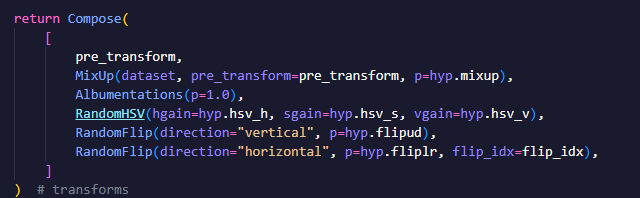 return Compose(
[
pre_transform,
MixUp(dataset, pre_transform=pre_transform, p=hyp.mixup),
Albumentations(p=1.0),
RandomHSV(hgain=hyp.hsv_h, sgain=hyp.hsv_s, vgain=hyp.hsv_v),
RandomFlip(direction="vertical", p=hyp.flipud),
RandomFlip(direction="horizontal", p=hyp.fliplr, flip_idx=flip_idx),
]
)  # transforms